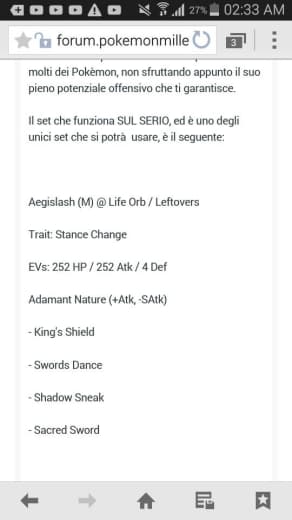 27% 02:33 AM
forum.pokemonmille
3
molti dei Pokèmon, non sfruttando appunto il suo
pieno potenziale offensivo che ti garantisce.
Il set che funziona SUL SERIO, ed è uno degli
unici set che si potrà usare, è il seguente:
Aegislash (M) @ Life Orb / Leftovers
Trait: Stance Change
EVs: 252 HP / 252 Atk / 4 Def
Adamant Nature (+Atk, -SAtk)
- King's Shield
- Swords Dance
- Shadow Sneak
- Sacred Sword